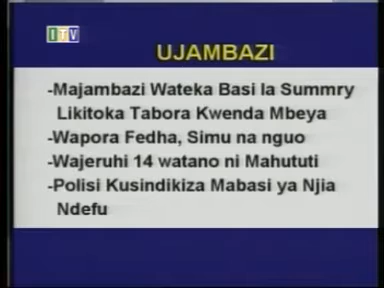 ITV
UJAMBAZI
-Majambazi Wateka Basi la Summry
Likitoka Tabora Kwenda Mbeya
-Wapora Fedha, Simu na nguo
-Wajeruhi 14 watano ni Mahututi
-Polisi Kusindikiza Mabasi ya Njia
Ndefu